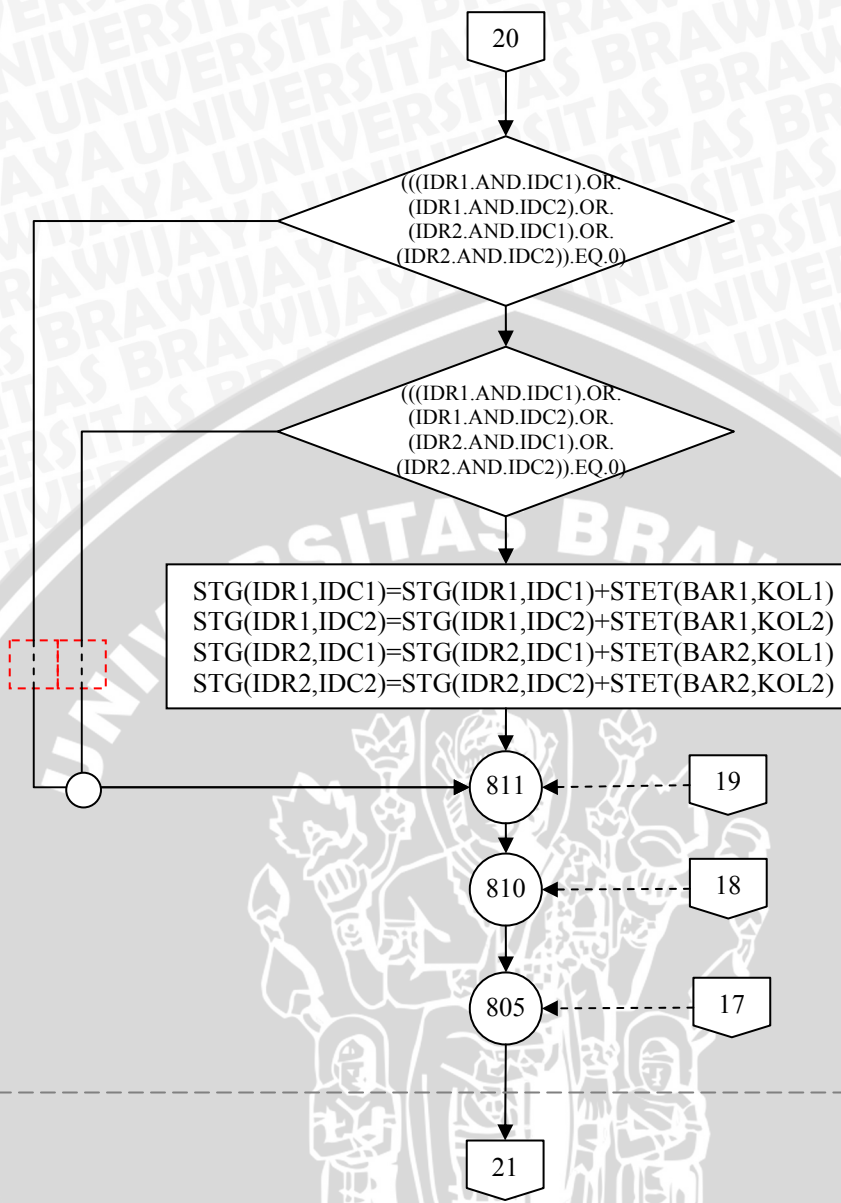 20
(((IDR1.AND.IDC1).OR.
(IDR1.AND.IDC2).OR.
(IDR2.AND.IDC1).OR.
(IDR2.AND.IDC2)).EQ.0)
(((IDR1.AND.IDC1).OR.
(IDR1.AND.IDC2).OR.
(IDR2.AND.IDC1).OR.
(IDR2.AND.IDC2)).EQ.0)
STG(IDR1,IDC1)=STG(IDR1,IDC1)+STET(BAR1,KOL1)
STG(IDR1,IDC2)=STG(IDR1,IDC2)+STET(BAR1,KOL2)
STG(IDR2,IDC1)=STG(IDR2,IDC1)+STET(BAR2,KOL1)
STG(IDR2,IDC2)=STG(IDR2,IDC2)+STET(BAR2,KOL2)
811
19
810
18
805
17
21